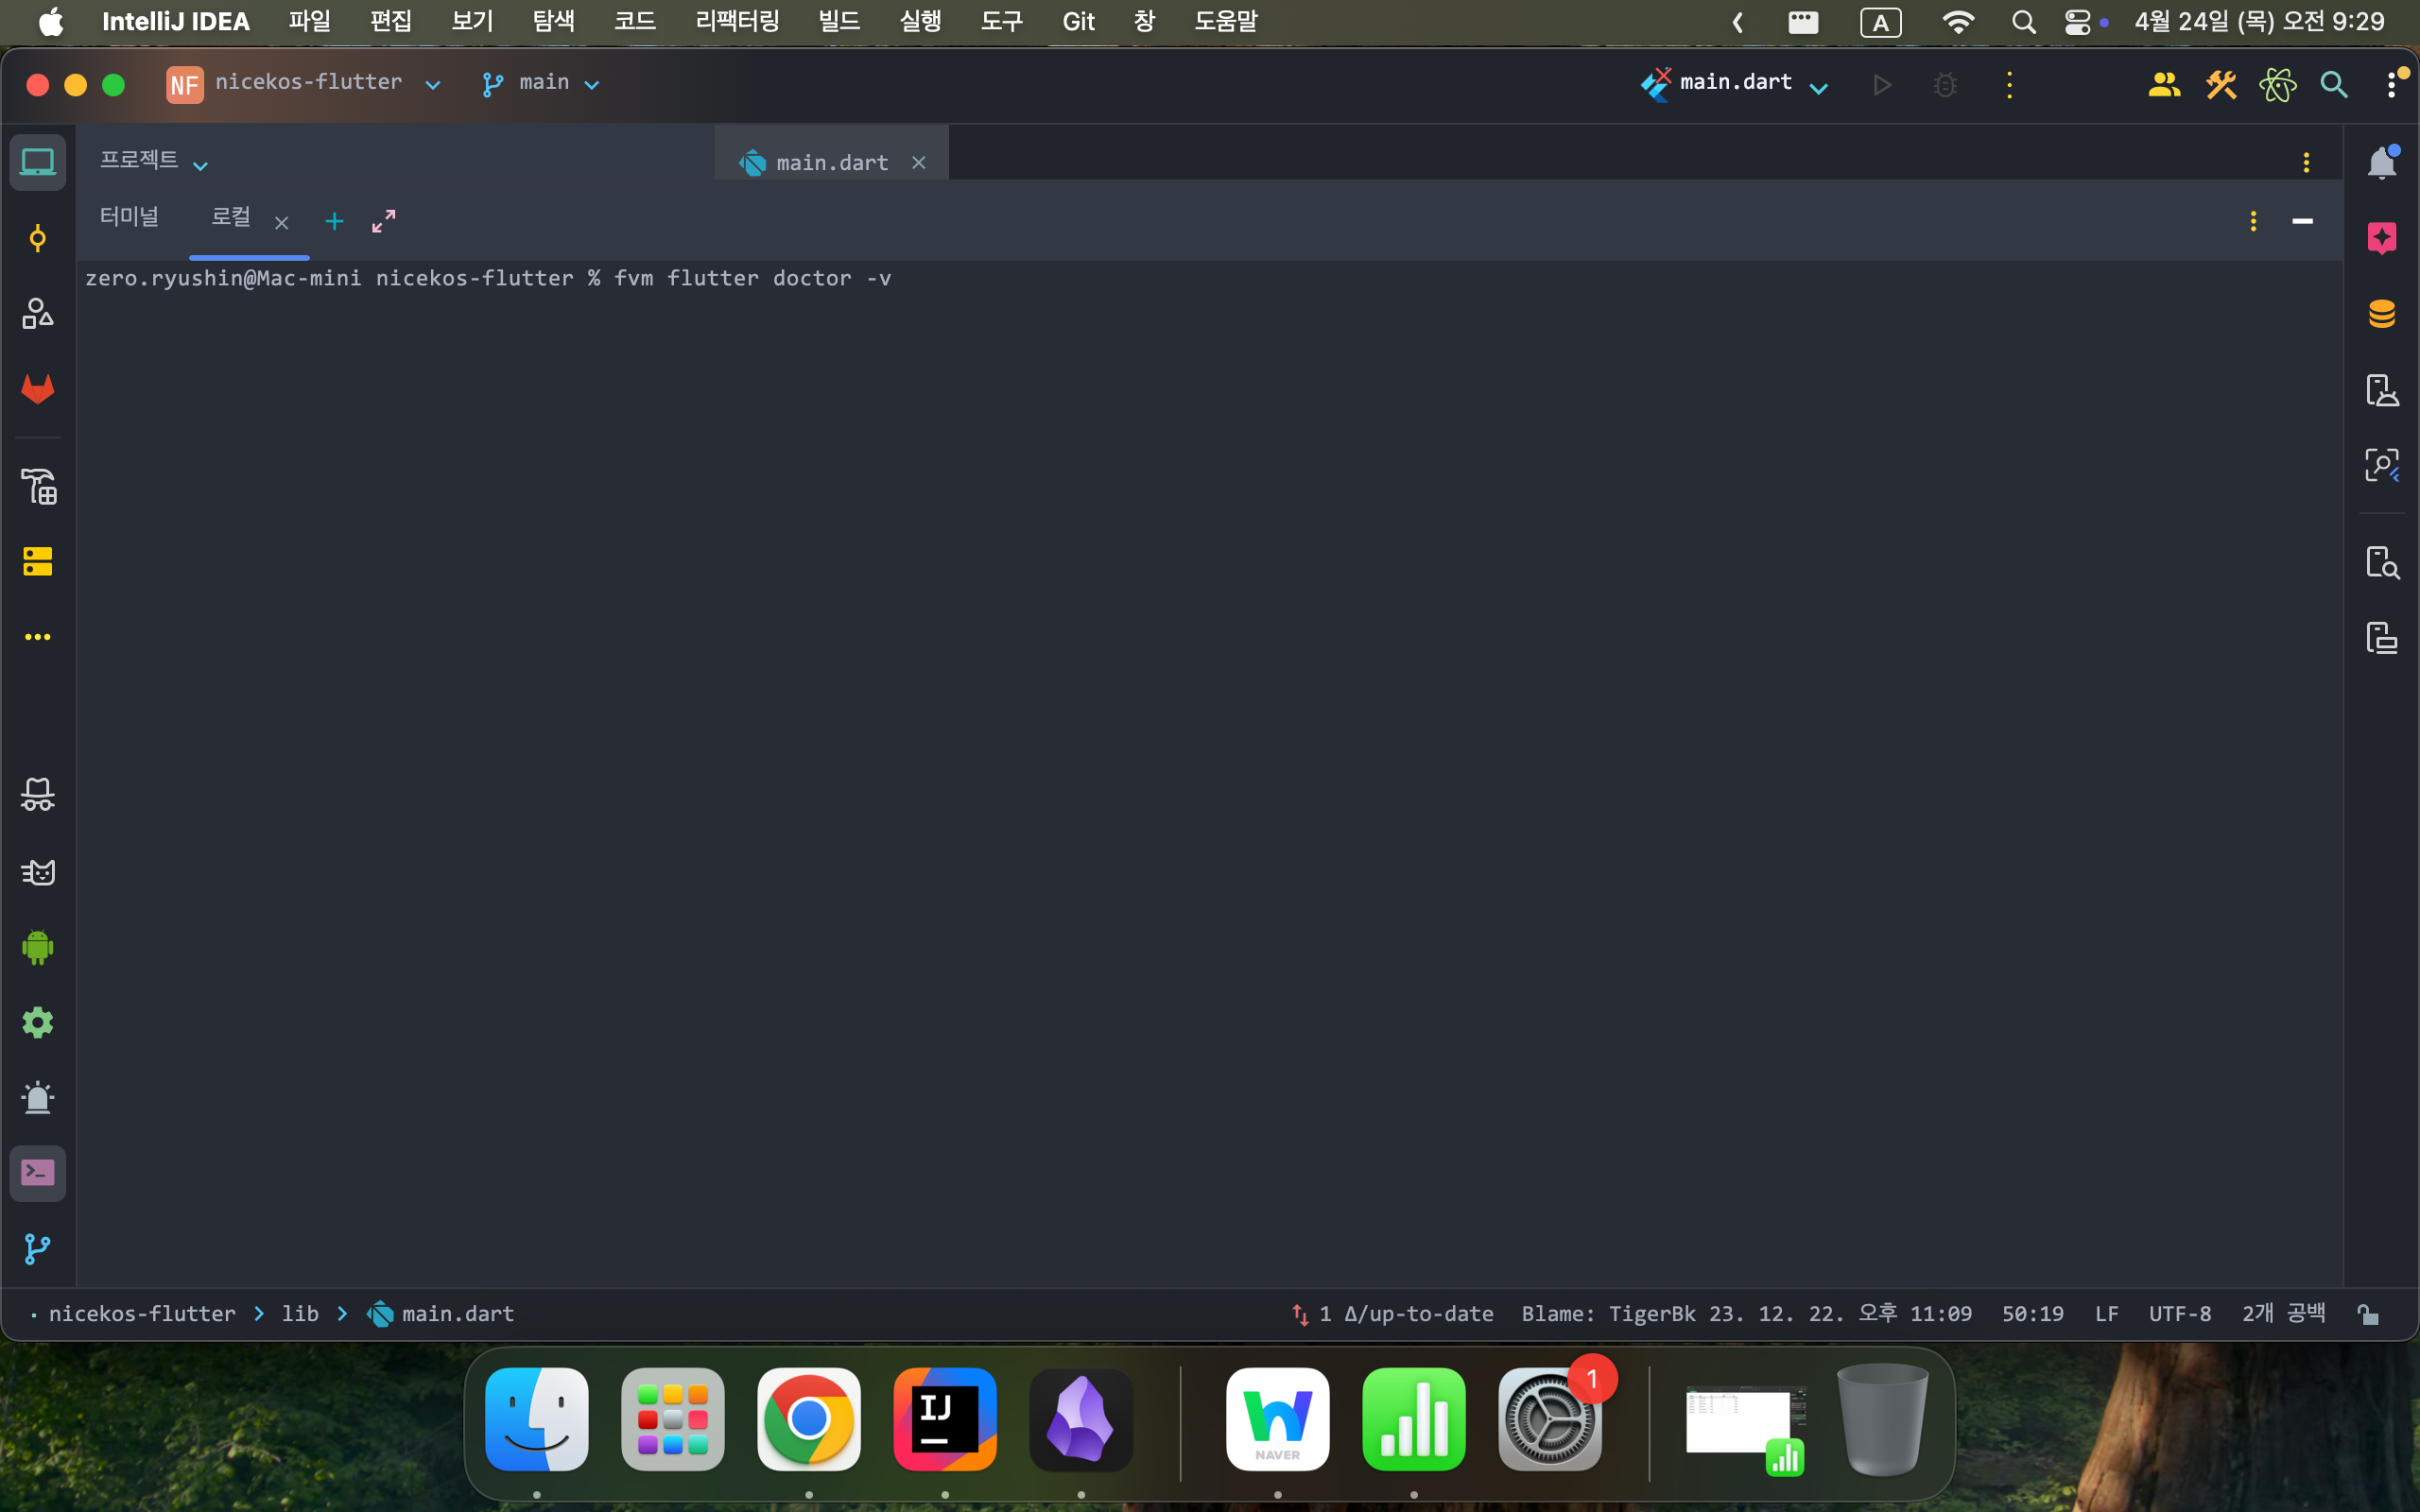 IntelliJ IDEA 파일 편집 보기 탐색 코드 리팩터링 빌드 실행 도구 Git 창 도움말 A 4월 24일 (목) 오전 9:29
NF nicekos-flutter main main.dart
프로젝트 main.dart
터미널 로컬
zero.ryushin@Mac-mini nicekos-flutter % fvm flutter doctor -v
nicekos-flutter lib main.dart 1 ∆/up-to-date Blame: TigerBk 23. 12. 22. 오후 11:09 50:19 LF UTF-8 2개 공백
1
IJ
NAVER